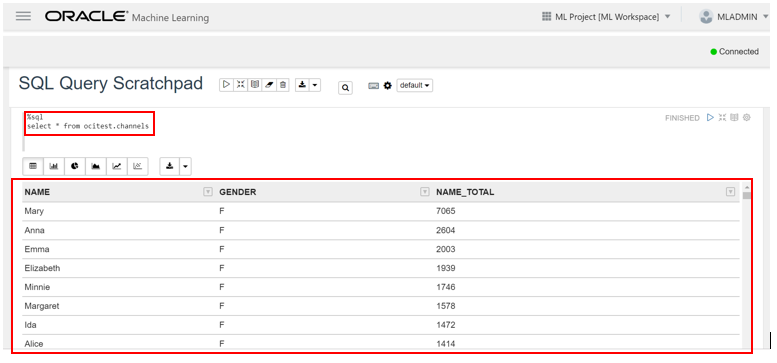 ORACLE® Machine Learning ML Project [ML Workspace] MLADMIN
Connected
SQL Query Scratchpad default
%sql
select * from ocitest.channels
FINISHED
NAME GENDER NAME_TOTAL
Mary F 7065
Anna F 2604
Emma F 2003
Elizabeth F 1939
Minnie F 1746
Margaret F 1578
Ida F 1472
Alice F 1414